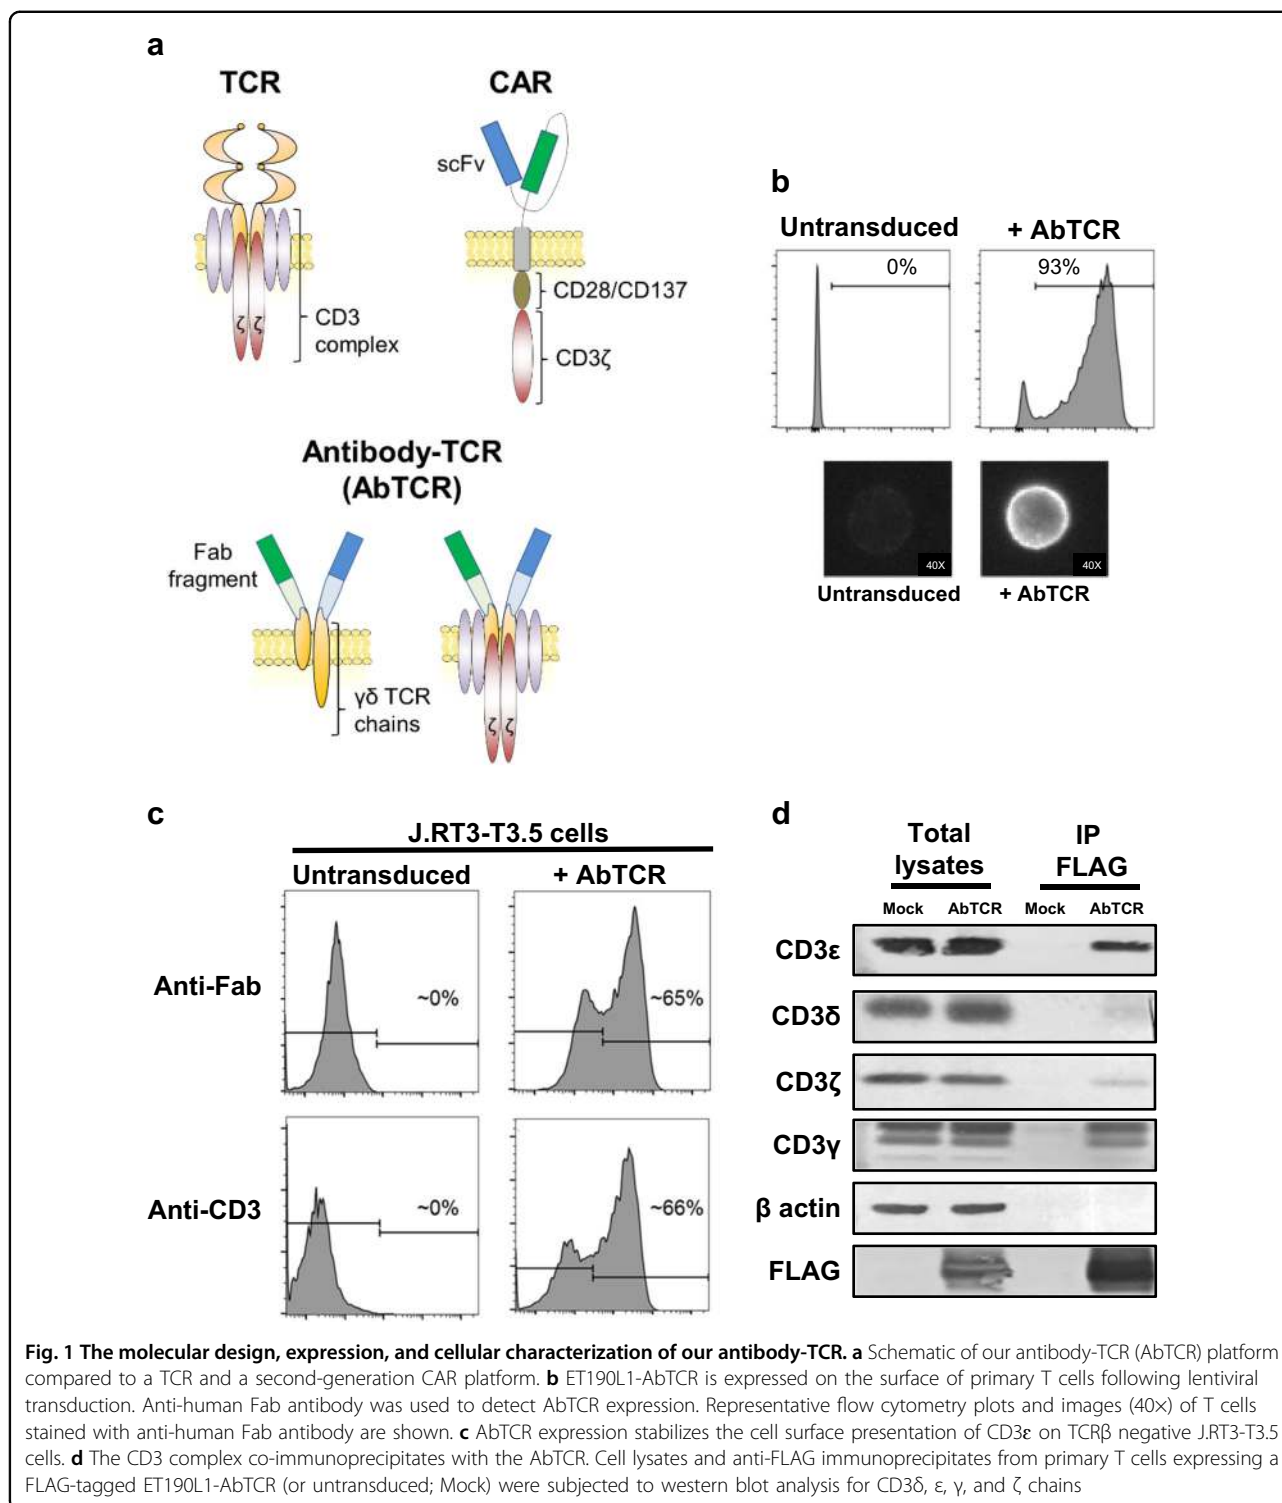 a
TCR
CAR
scFv
ζ ζ
CD3
complex
CD28/CD137
CD3ζ
Antibody-TCR
(AbTCR)
Fab
fragment
γδ TCR
chains
ζ ζ
b
Untransduced + AbTCR
0% 93%
40X 40X
Untransduced + AbTCR
c
J.RT3-T3.5 cells
Untransduced + AbTCR
Anti-Fab ~0% ~65%
Anti-CD3 ~0% ~66%
d
Total IP
lysates FLAG
Mock AbTCR Mock AbTCR
CD3ε
CD3δ
CD3ζ
CD3γ
β actin
FLAG
Fig. 1 The molecular design, expression, and cellular characterization of our antibody-TCR. a Schematic of our antibody-TCR (AbTCR) platform
compared to a TCR and a second-generation CAR platform. b ET190L1-AbTCR is expressed on the surface of primary T cells following lentiviral
transduction. Anti-human Fab antibody was used to detect AbTCR expression. Representative flow cytometry plots and images (40×) of T cells
stained with anti-human Fab antibody are shown. c AbTCR expression stabilizes the cell surface presentation of CD3ε on TCRβ negative J.RT3-T3.5
cells. d The CD3 complex co-immunoprecipitates with the AbTCR. Cell lysates and anti-FLAG immunoprecipitates from primary T cells expressing a
FLAG-tagged ET190L1-AbTCR (or untransduced; Mock) were subjected to western blot analysis for CD3δ, ε, γ, and ζ chains